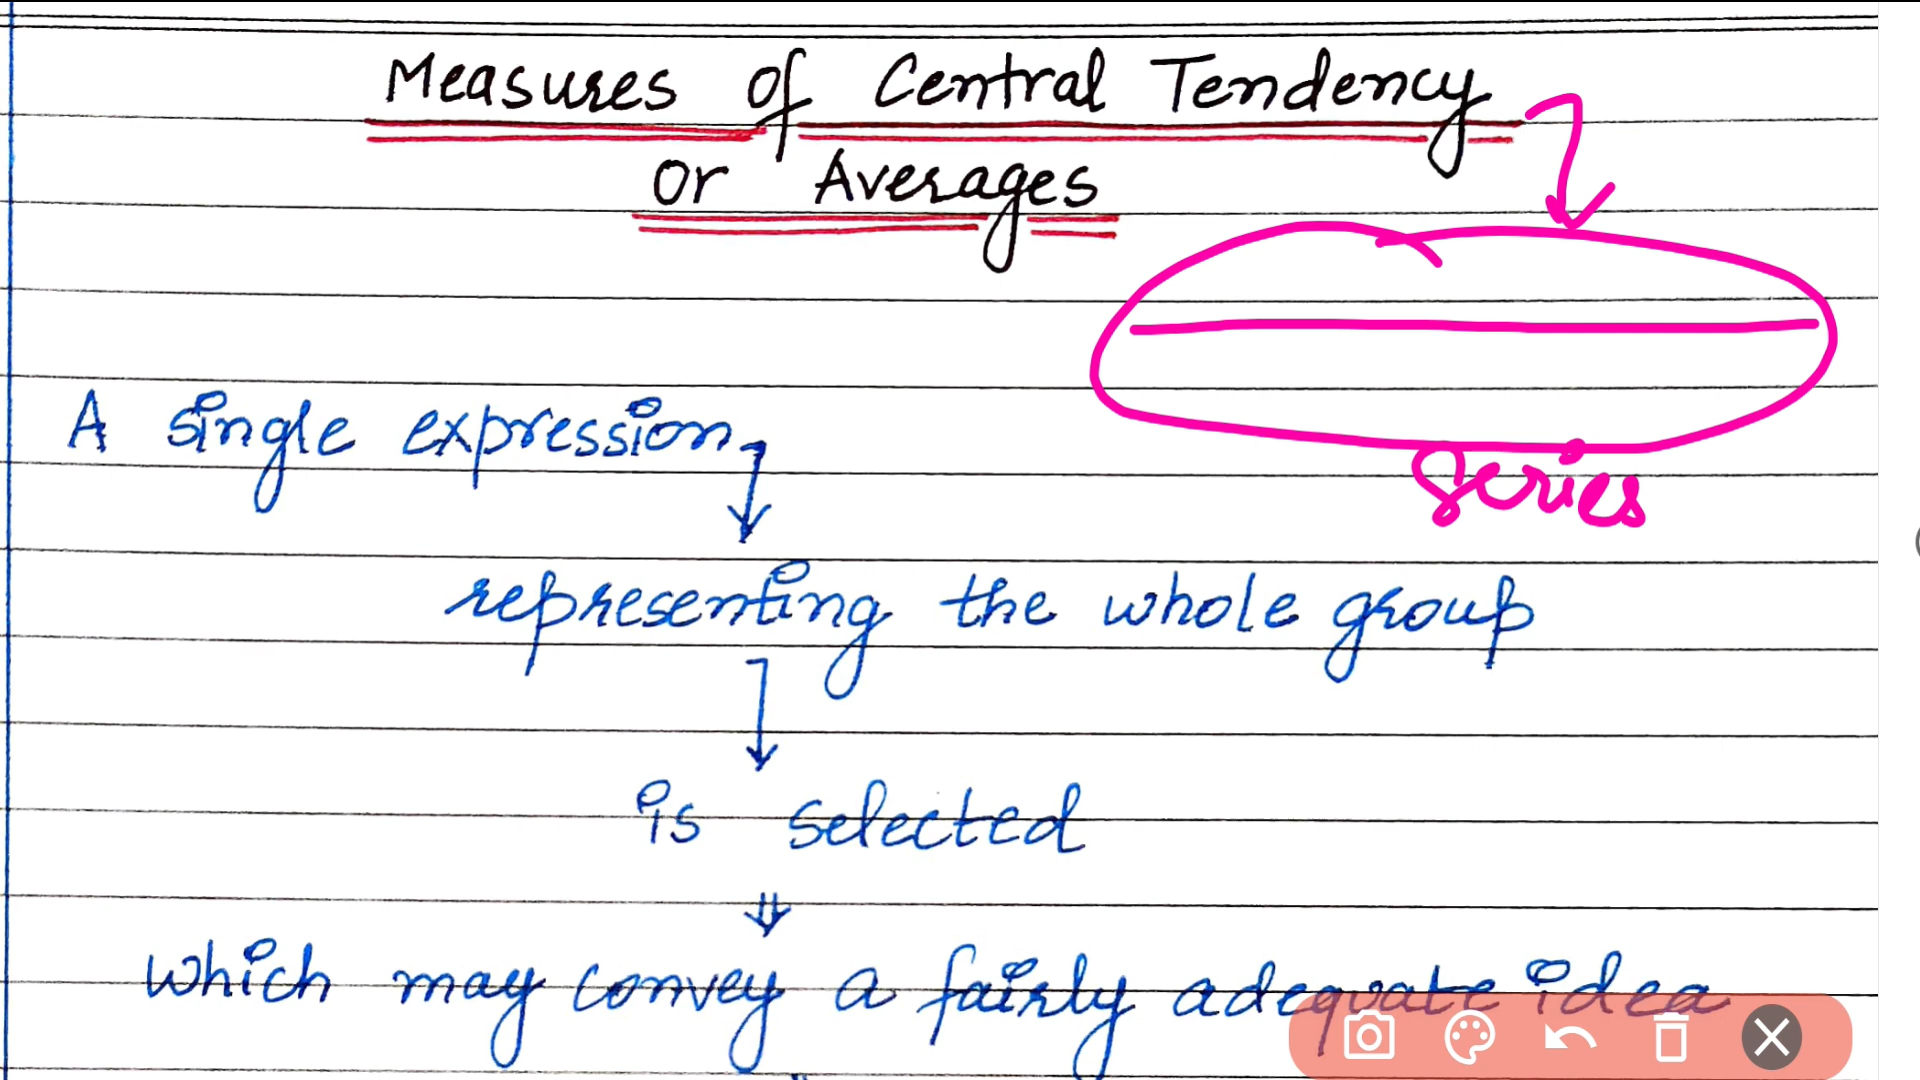 Measures of Central Tendency
Or Averages
A single expression
Series
representing the whole group
is selected
which may convey a fairly adequate idea